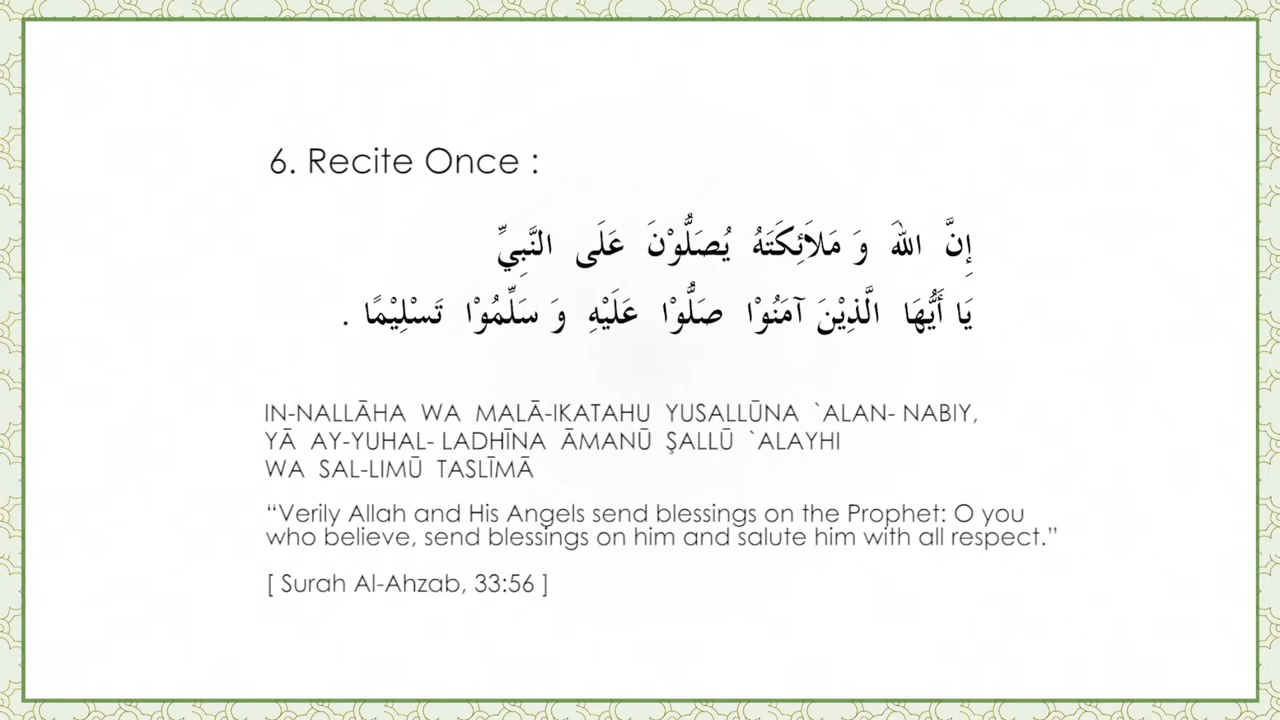 6. Recite Once :
إِنَّ اللهَ وَ مَلاَئِكَتَهُ يُصَلُّوْنَ عَلَى النَّبِيِّ
يَا أَيُّهَا الَّذِيْنَ آمَنُوْا صَلُّوْا عَلَيْهِ وَ سَلِّمُوْا تَسْلِيْمًا .
IN-NALLĀHA WA MALĀ-IKATAHU YUSALLŪNA `ALAN- NABIY,
YĀ AY-YUHAL- LADHĪNA ĀMANŪ ŞALLŪ `ALAYHI
WA SAL-LIMŪ TASLĪMĀ
“Verily Allah and His Angels send blessings on the Prophet: O you
who believe, send blessings on him and salute him with all respect.”
[ Surah Al-Ahzab, 33:56 ]